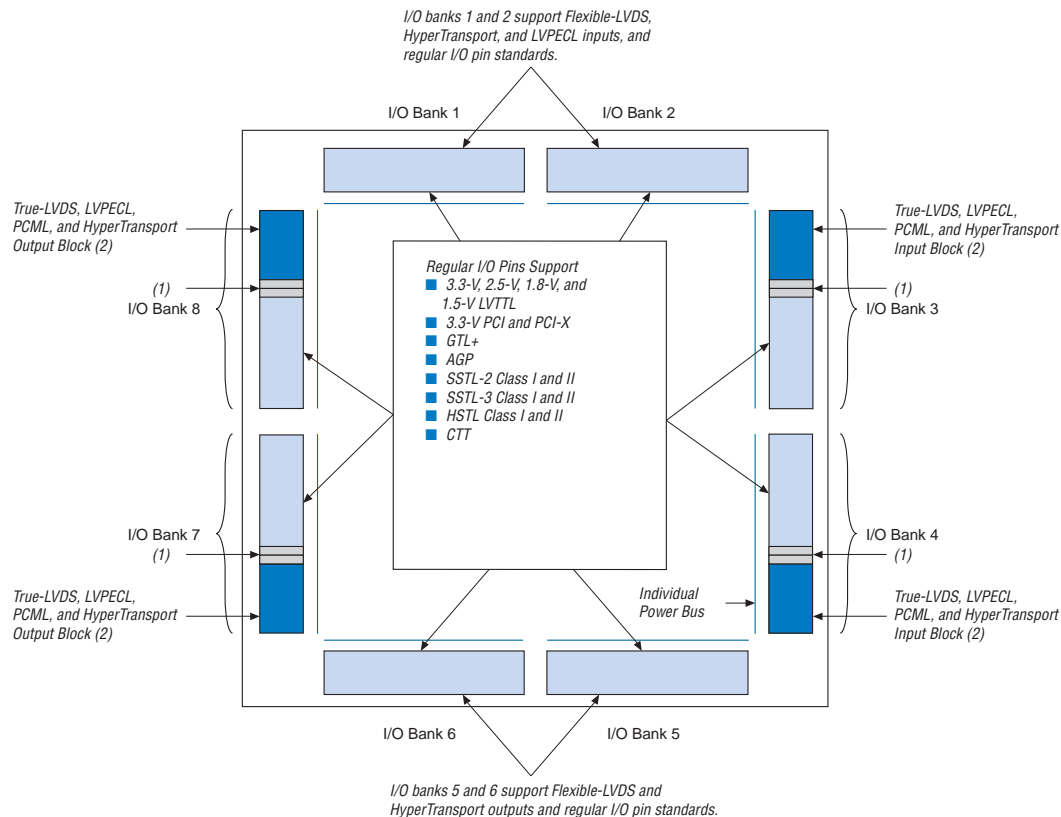 I/O banks 1 and 2 support Flexible-LVDS,
HyperTransport, and LVPECL inputs, and
regular I/O pin standards.
I/O Bank 1
I/O Bank 2
True-LVDS, LVPECL,
PCML, and HyperTransport
Output Block (2)
(1)
I/O Bank 8
True-LVDS, LVPECL,
PCML, and HyperTransport
Input Block (2)
(1)
I/O Bank 3
Regular I/O Pins Support
■ 3.3-V, 2.5-V, 1.8-V, and
1.5-V LVTTL
■ 3.3-V PCI and PCI-X
■ GTL+
■ AGP
■ SSTL-2 Class I and II
■ SSTL-3 Class I and II
■ HSTL Class I and II
■ CTT
I/O Bank 7
(1)
True-LVDS, LVPECL,
PCML, and HyperTransport
Output Block (2)
Individual
Power Bus
I/O Bank 4
(1)
True-LVDS, LVPECL,
PCML, and HyperTransport
Input Block (2)
I/O Bank 6
I/O Bank 5
I/O banks 5 and 6 support Flexible-LVDS and
HyperTransport outputs and regular I/O pin standards.